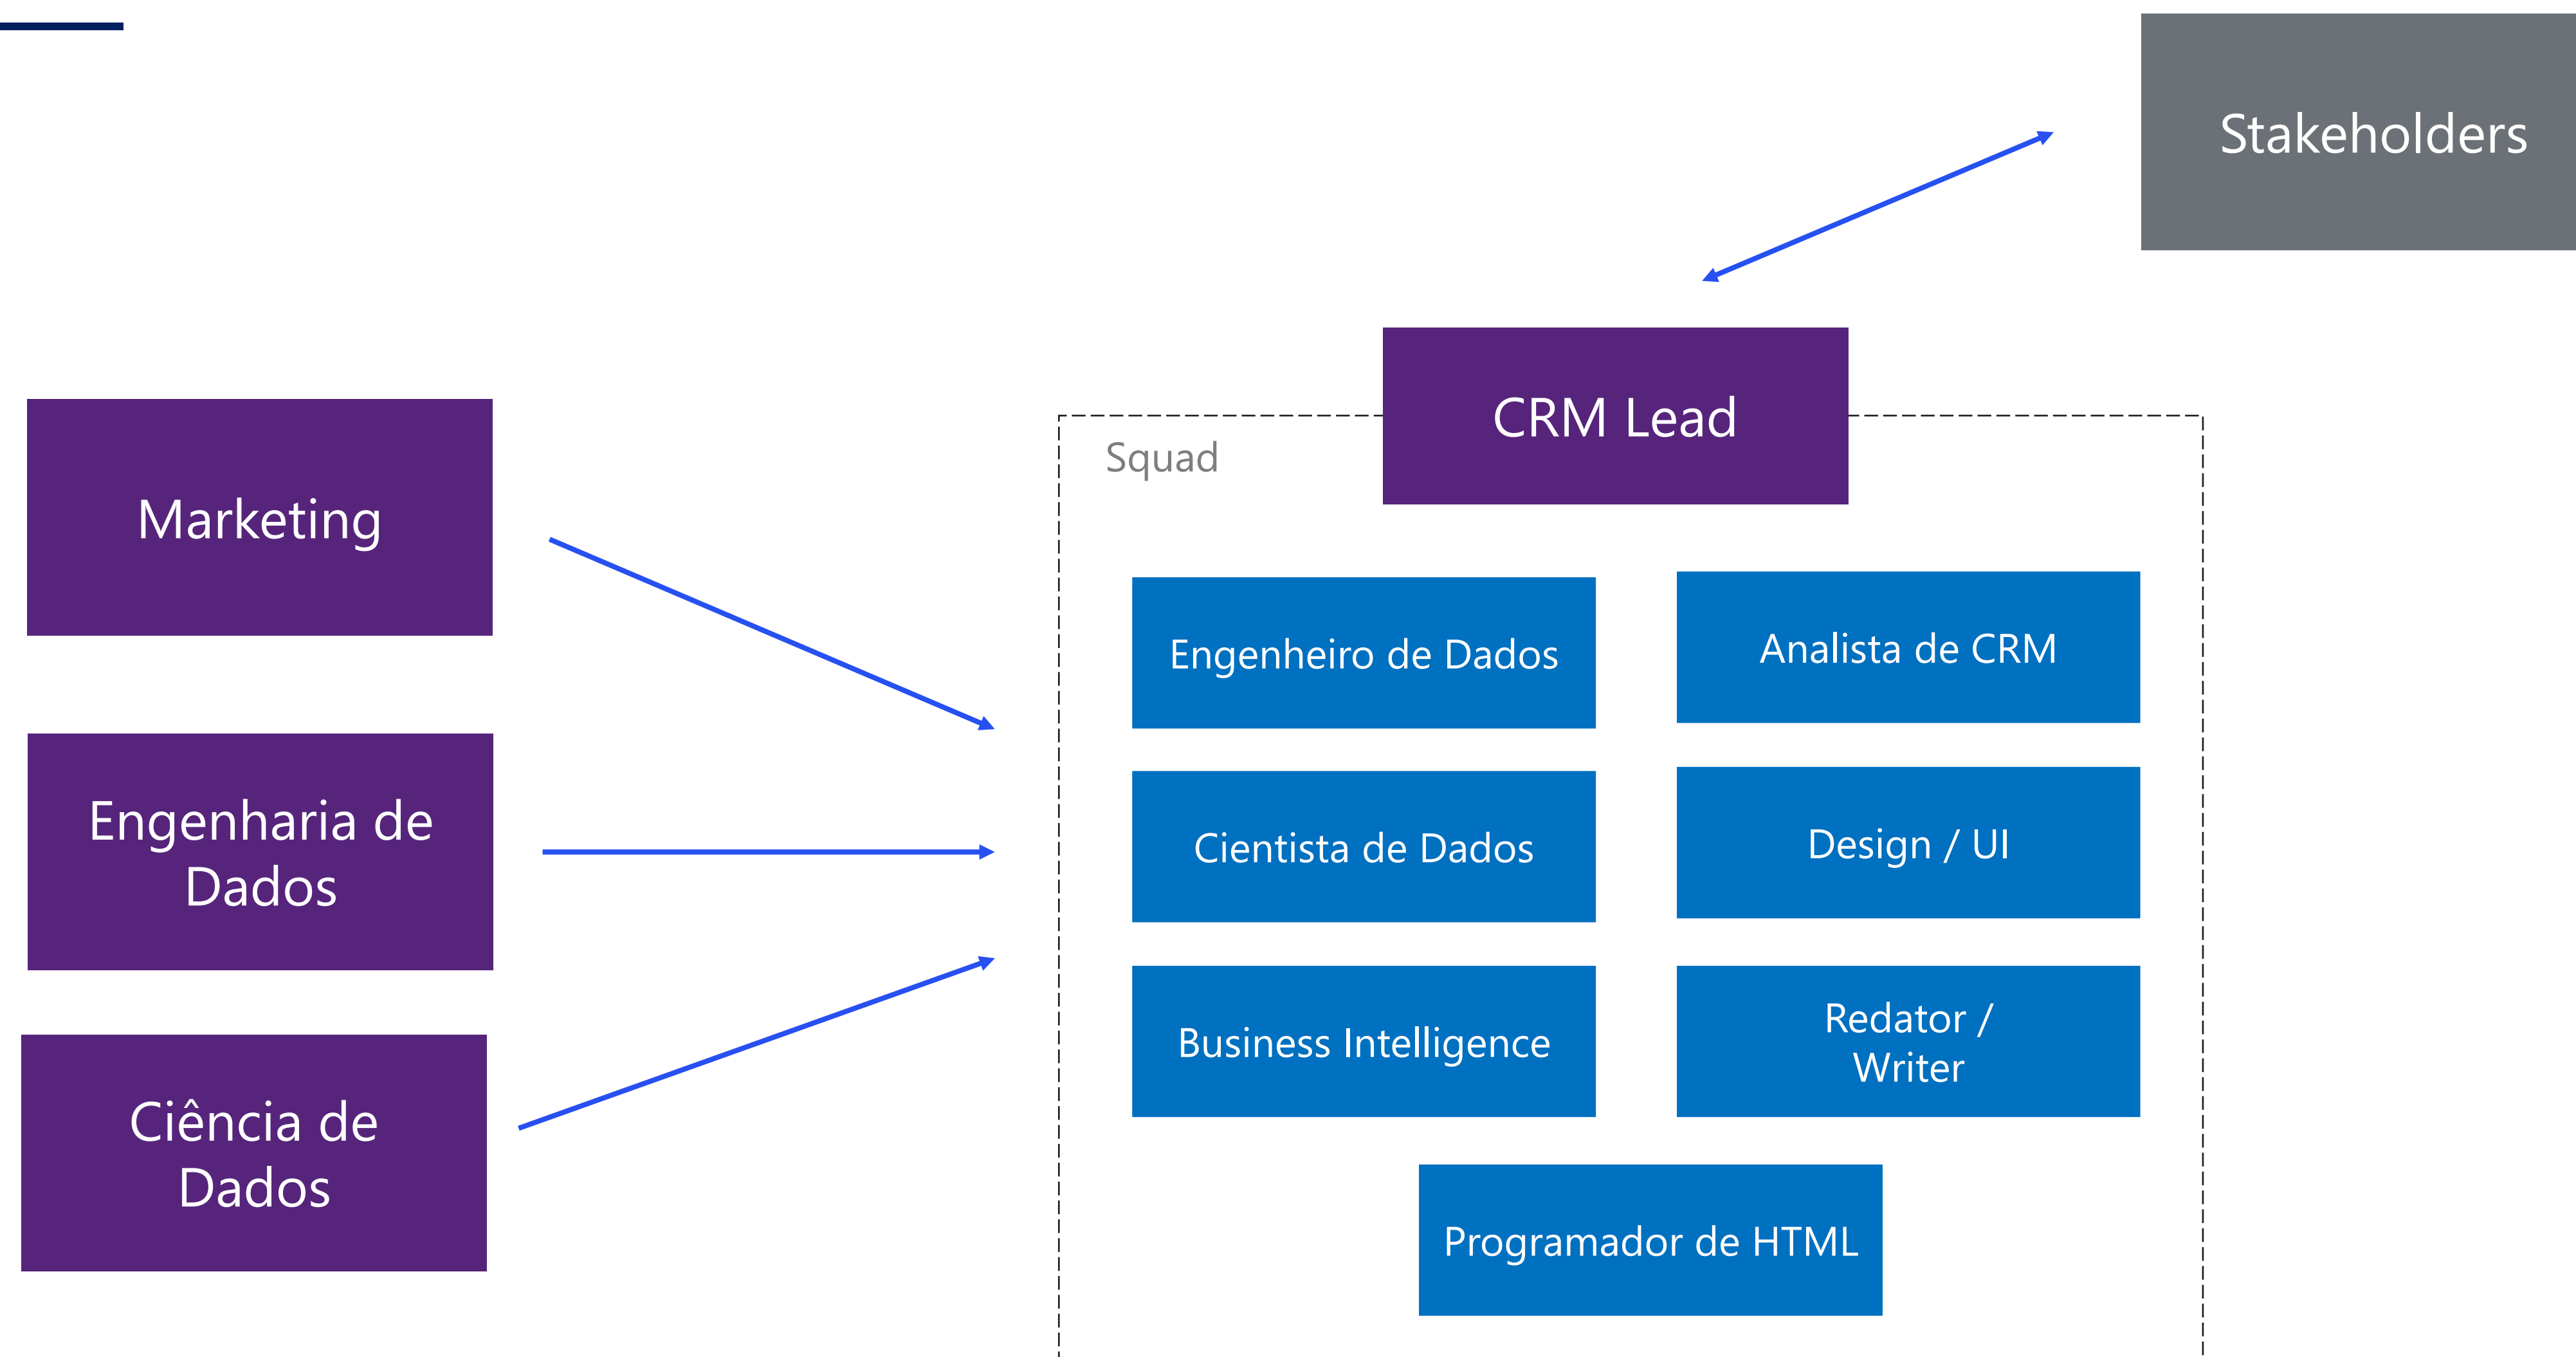 Stakeholders
CRM Lead
Squad
Marketing
Engenharia de
Dados
Ciência de
Dados
Engenheiro de Dados
Analista de CRM
Cientista de Dados
Design / UI
Business Intelligence
Redator /
Writer
Programador de HTML